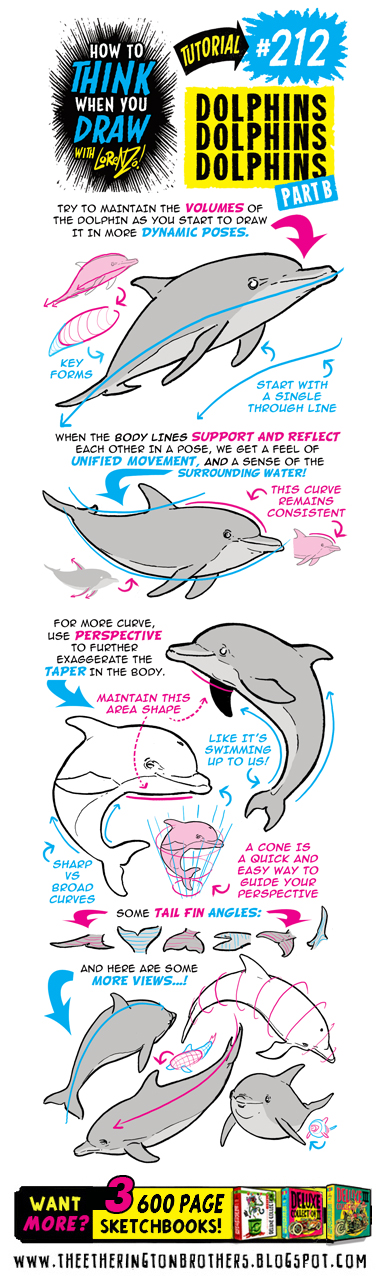 HOW TO
THINK
WHEN YOU
DRAW
WITH LORENZO!
TUTORIAL
#212
DOLPHINS
DOLPHINS
DOLPHINS
PART B
TRY TO MAINTAIN THE VOLUMES OF
THE DOLPHIN AS YOU START TO DRAW
IT IN MORE DYNAMIC POSES.
KEY
FORMS
START WITH
A SINGLE
THROUGH LINE
WHEN THE BODY LINES SUPPORT AND REFLECT
EACH OTHER IN A POSE, WE GET A FEEL OF
UNIFIED MOVEMENT, AND A SENSE OF THE
SURROUNDING WATER!
THIS CURVE
REMAINS
CONSISTENT
FOR MORE CURVE,
USE PERSPECTIVE
TO FURTHER
EXAGGERATE THE
TAPER IN THE BODY.
MAINTAIN THIS
AREA SHAPE
LIKE IT'S
SWIMMING
UP TO US!
SHARP
VS
BROAD
CURVES
A CONE IS
A QUICK AND
EASY WAY TO
GUIDE YOUR
PERSPECTIVE
SOME TAIL FIN ANGLES:
AND HERE ARE SOME
MORE VIEWS...!
WANT
MORE?
3 600 PAGE
SKETCHBOOKS!
DELUXE
WWW.THEETHERINGTONBROTHERS.BLOGSPOT.COM